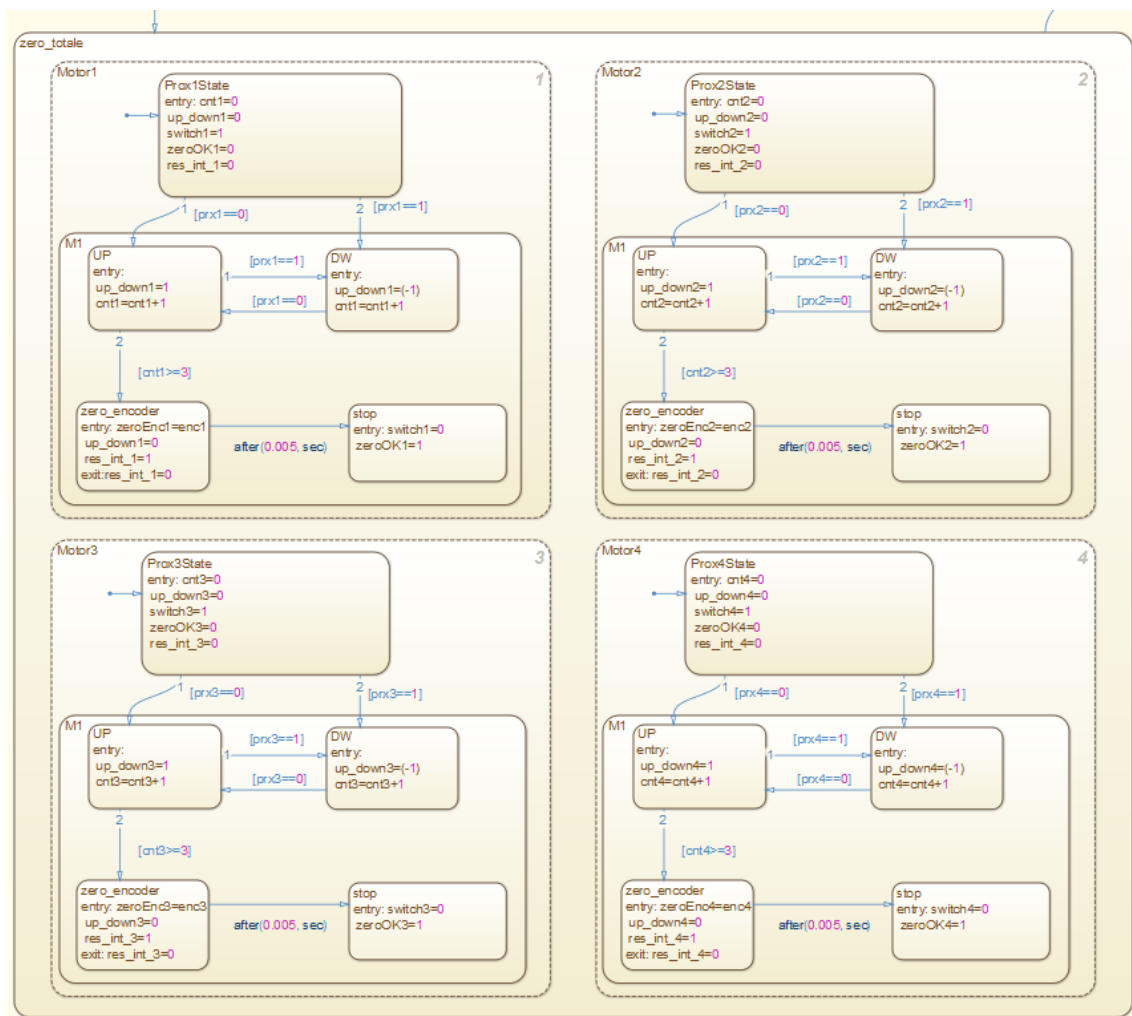 zero_totale
Motor1
1
Prox1State
entry: cnt1=0
up_down1=0
switch1=1
zeroOK1=0
res_int_1=0
1
[prx1==0]
2
[prx1==1]
M1
UP
entry:
up_down1=1
cnt1=cnt1+1
1
[prx1==1]
[prx1==0]
DW
entry:
up_down1=(-1)
cnt1=cnt1+1
2
[cnt1>=3]
zero_encoder
entry: zeroEnc1=enc1
up_down1=0
res_int_1=1
exit:res_int_1=0
after(0.005, sec)
stop
entry: switch1=0
zeroOK1=1
Motor2
2
Prox2State
entry: cnt2=0
up_down2=0
switch2=1
zeroOK2=0
res_int_2=0
1
[prx2==0]
2
[prx2==1]
M1
UP
entry:
up_down2=1
cnt2=cnt2+1
1
[prx2==1]
[prx2==0]
DW
entry:
up_down2=(-1)
cnt2=cnt2+1
2
[cnt2>=3]
zero_encoder
entry: zeroEnc2=enc2
up_down2=0
res_int_2=1
exit: res_int_2=0
after(0.005, sec)
stop
entry: switch2=0
zeroOK2=1
Motor3
3
Prox3State
entry: cnt3=0
up_down3=0
switch3=1
zeroOK3=0
res_int_3=0
1
[prx3==0]
2
[prx3==1]
M1
UP
entry:
up_down3=1
cnt3=cnt3+1
1
[prx3==1]
[prx3==0]
DW
entry:
up_down3=(-1)
cnt3=cnt3+1
2
[cnt3>=3]
zero_encoder
entry: zeroEnc3=enc3
up_down3=0
res_int_3=1
exit: res_int_3=0
after(0.005, sec)
stop
entry: switch3=0
zeroOK3=1
Motor4
4
Prox4State
entry: cnt4=0
up_down4=0
switch4=1
zeroOK4=0
res_int_4=0
1
[prx4==0]
2
[prx4==1]
M1
UP
entry:
up_down4=1
cnt4=cnt4+1
1
[prx4==1]
[prx4==0]
DW
entry:
up_down4=(-1)
cnt4=cnt4+1
2
[cnt4>=3]
zero_encoder
entry: zeroEnc4=enc4
up_down4=0
res_int_4=1
exit: res_int_4=0
after(0.005, sec)
stop
entry: switch4=0
zeroOK4=1